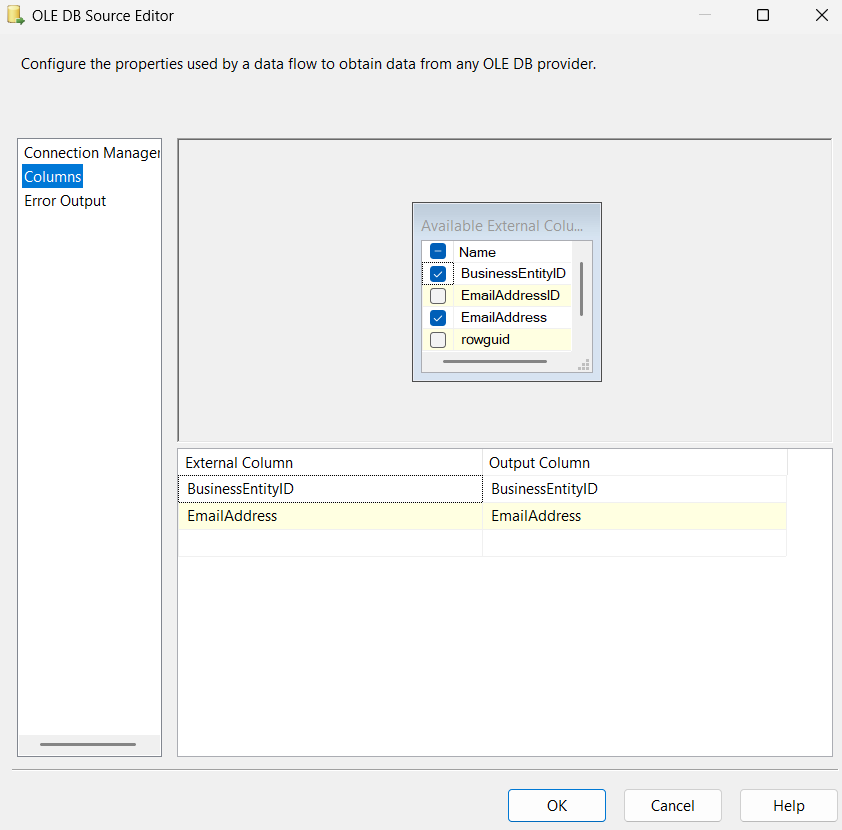 OLE DB Source Editor
Configure the properties used by a data flow to obtain data from any OLE DB provider.
Connection Manager
Columns
Error Output
Available External Colu...
Name
BusinessEntityID
EmailAddressID
EmailAddress
rowguid
External Column Output Column
BusinessEntityID BusinessEntityID
EmailAddress EmailAddress
OK Cancel Help